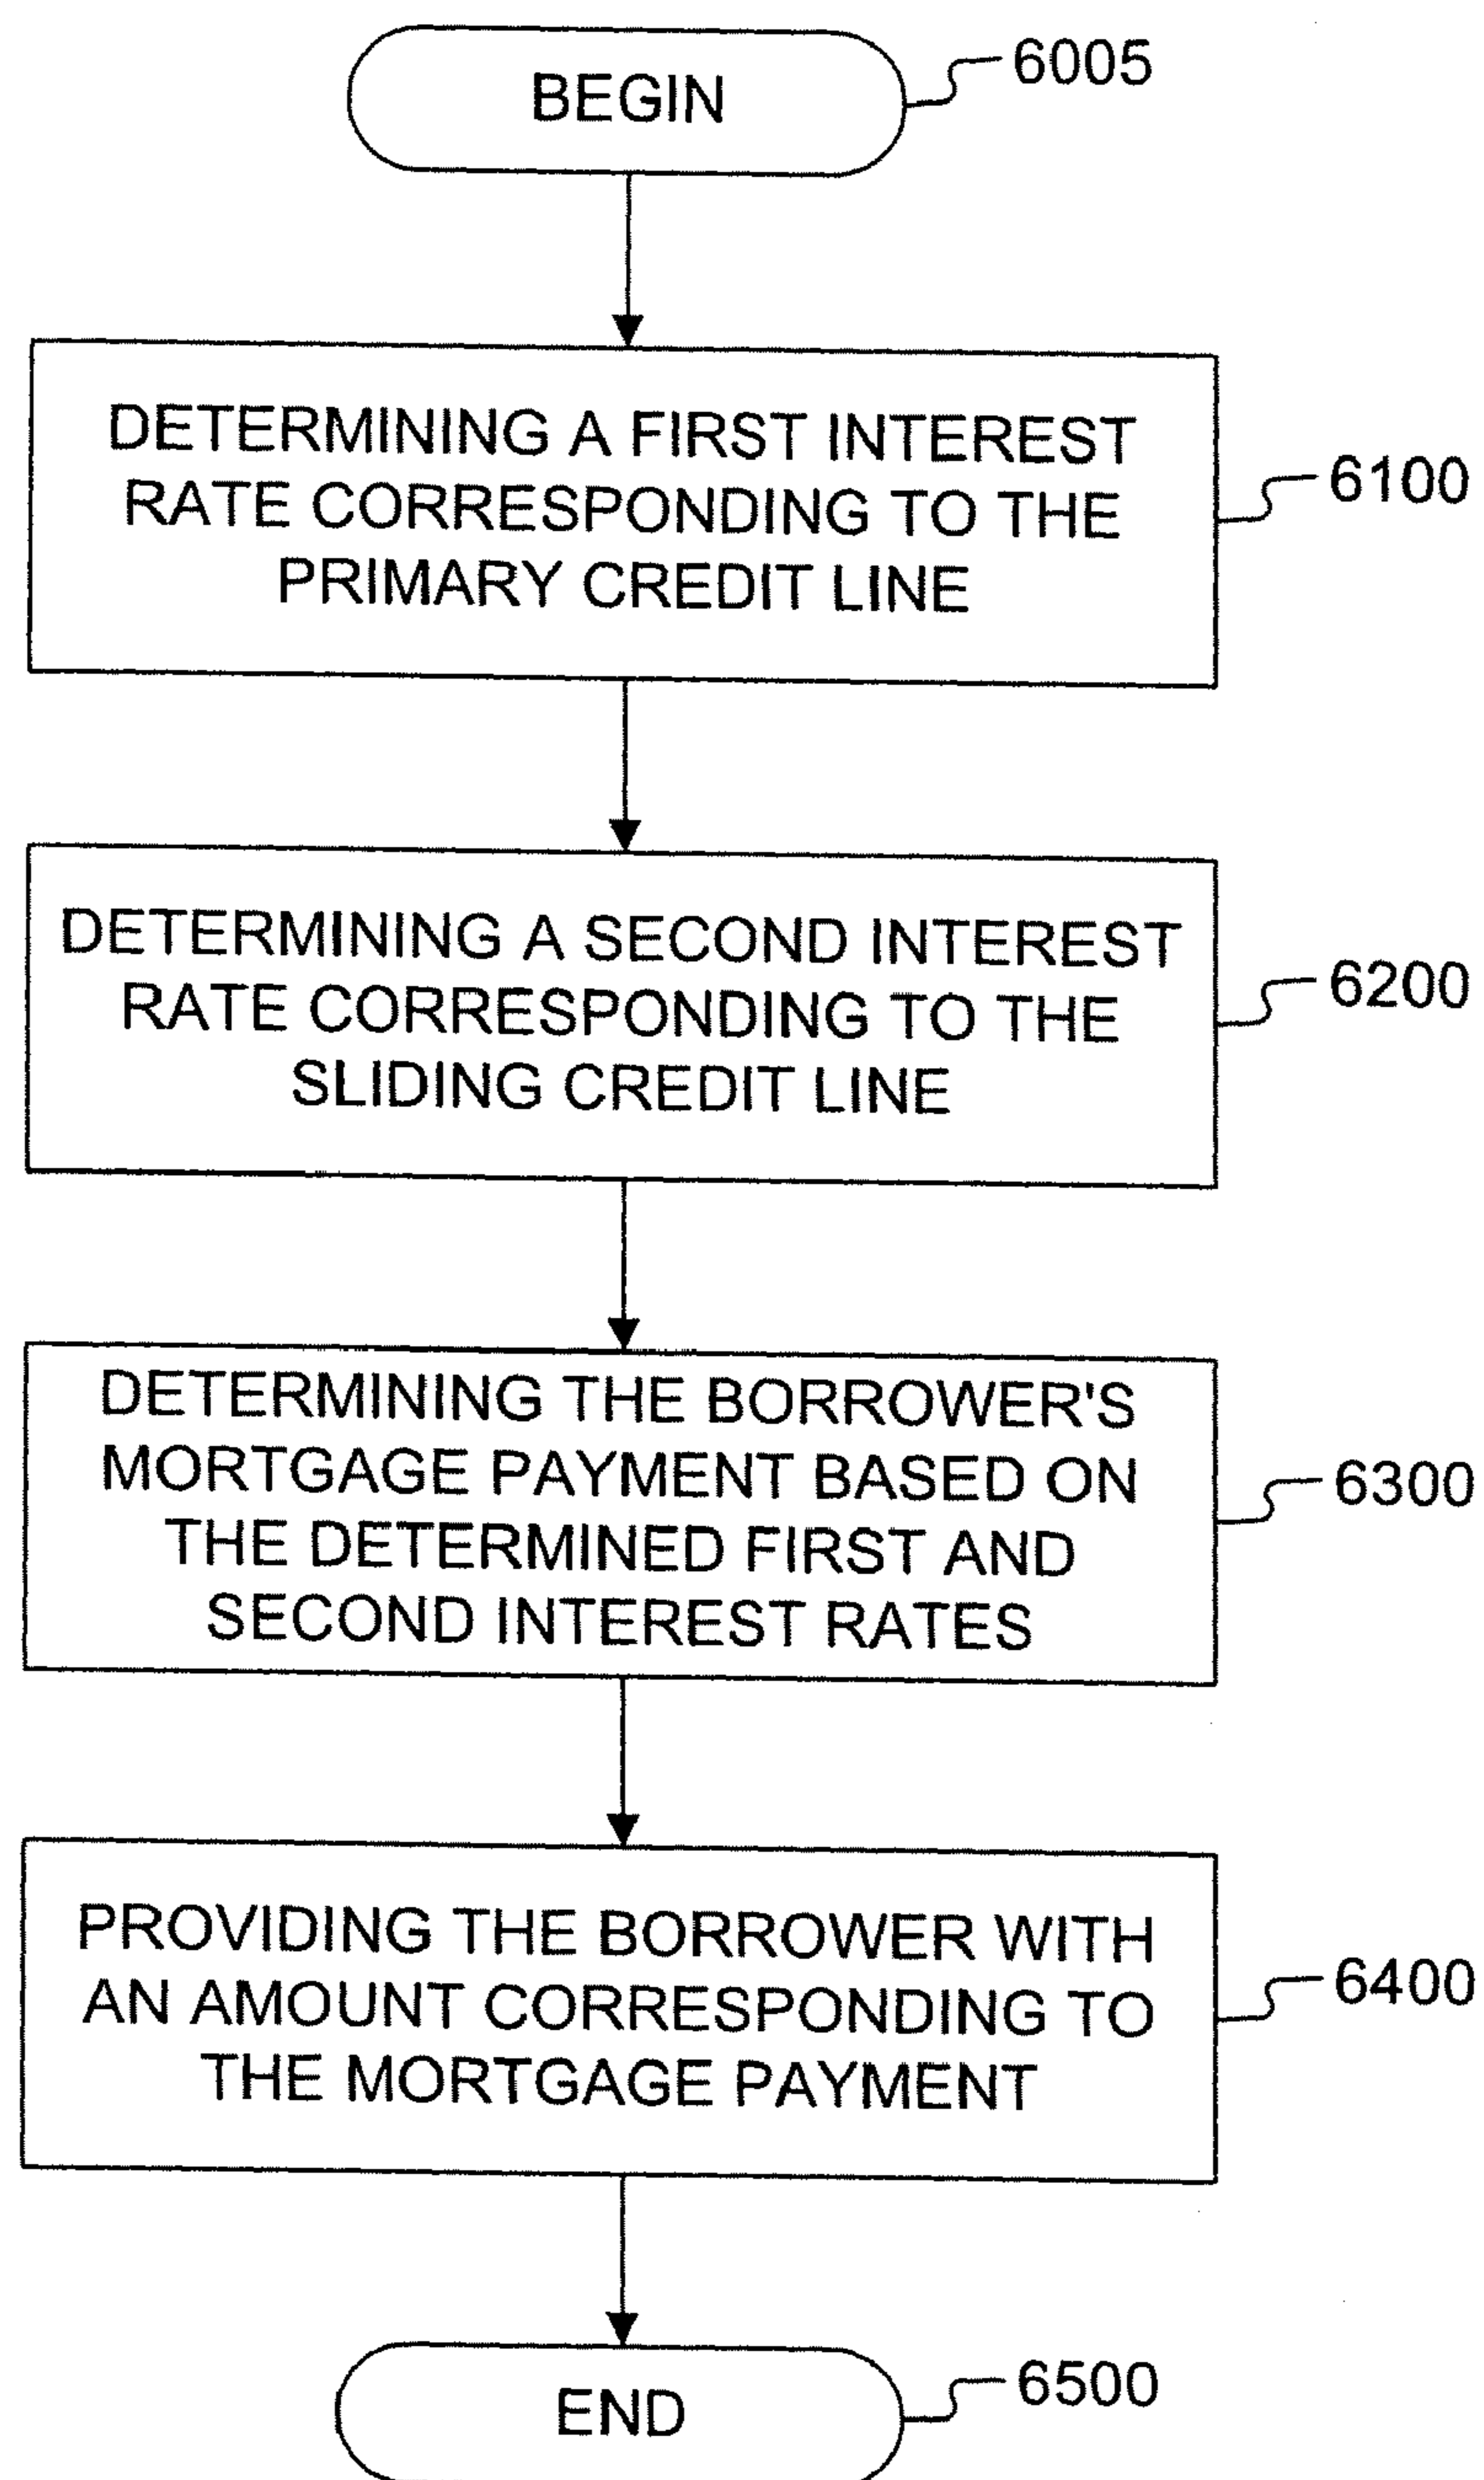 BEGIN
6005
DETERMINING A FIRST INTEREST
RATE CORRESPONDING TO THE
PRIMARY CREDIT LINE
6100
DETERMINING A SECOND INTEREST
RATE CORRESPONDING TO THE
SLIDING CREDIT LINE
6200
DETERMINING THE BORROWER'S
MORTGAGE PAYMENT BASED ON
THE DETERMINED FIRST AND
SECOND INTEREST RATES
6300
PROVIDING THE BORROWER WITH
AN AMOUNT CORRESPONDING TO
THE MORTGAGE PAYMENT
6400
END
6500